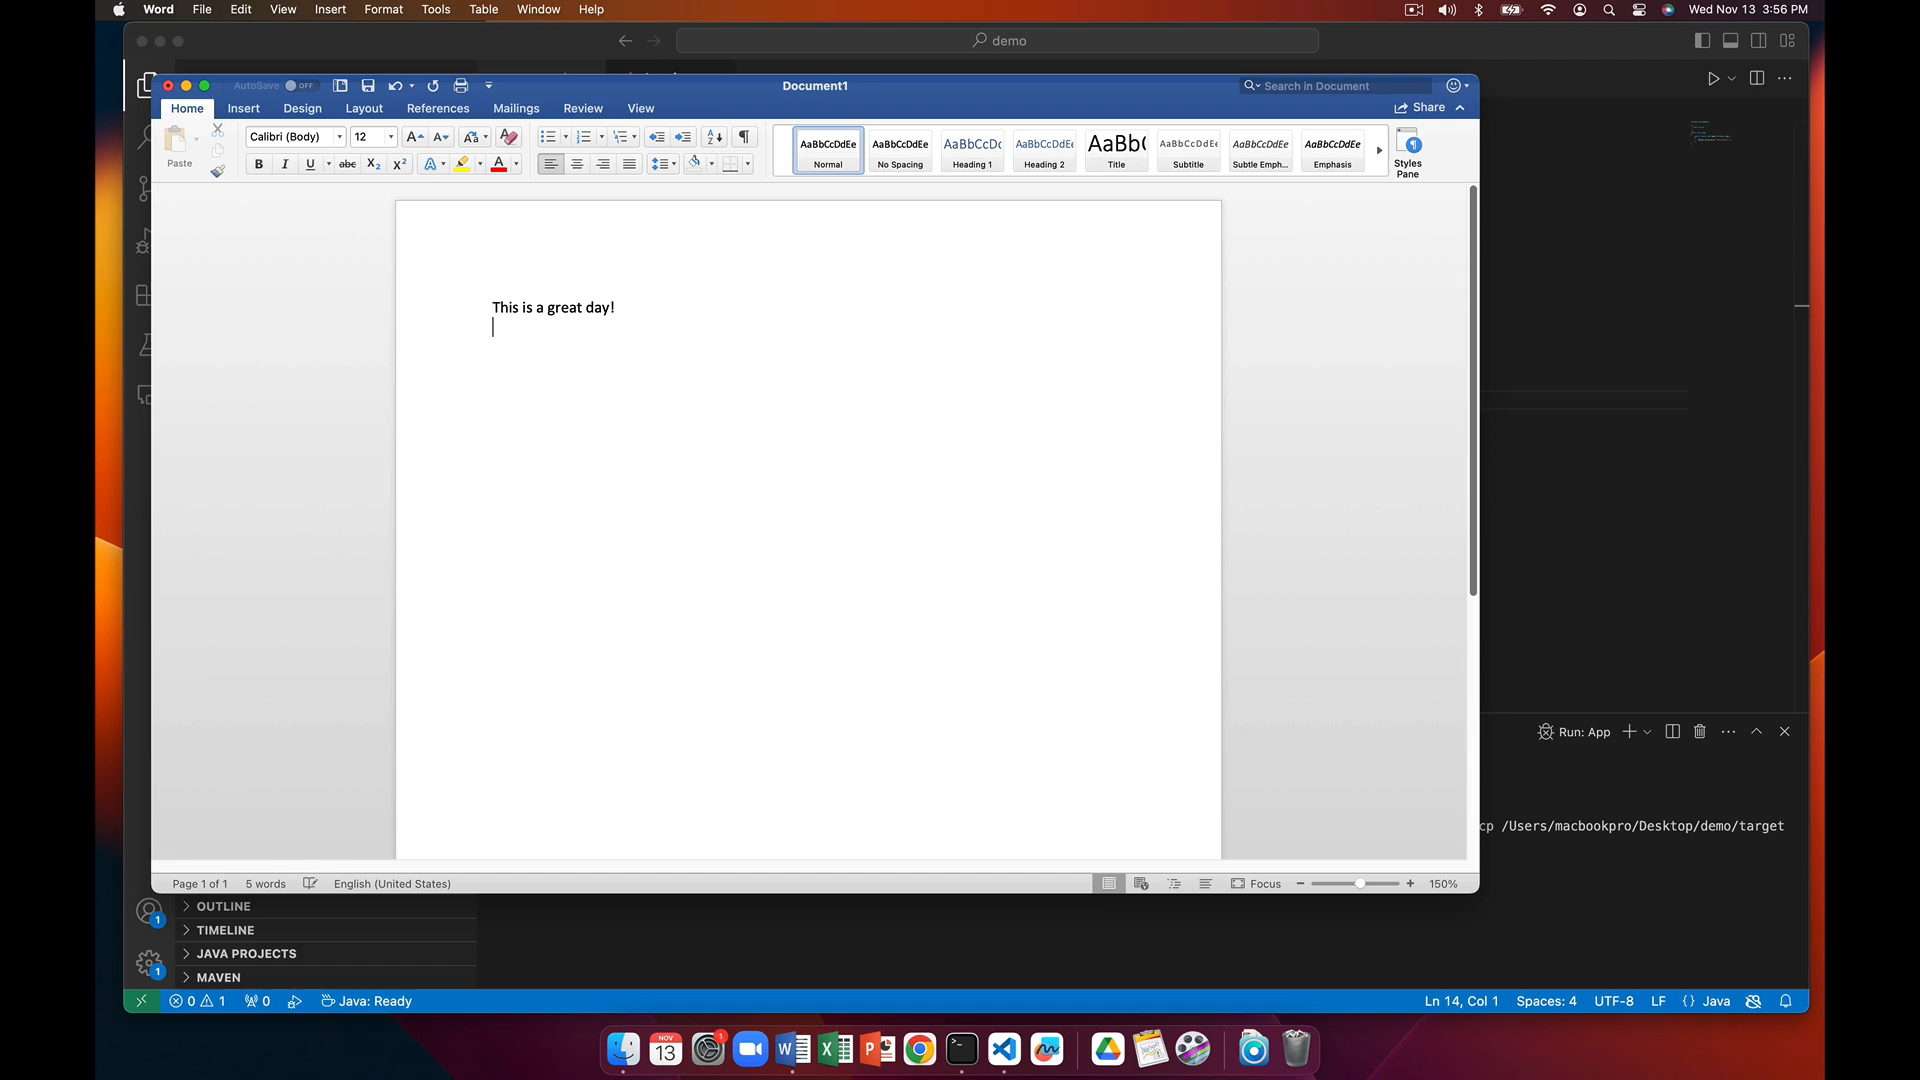 Word File Edit View Insert Format Tools Table Window Help Wed Nov 13 3:56 PM
demo
AutoSave OFF Document1 Search in Document
Home Insert Design Layout References Mailings Review View Share
Paste Calibri (Body) 12
AaBbCcDdEe AaBbCcDdEe AaBbCcDc AaBbCcDdEe AaBb( AaBbCcDdEe AaBbCcDdEe AaBbCcDdEe
Normal No Spacing Heading 1 Heading 2 Title Subtitle Subtle Emph... Emphasis Styles Pane
This is a great day!
Run: App
cp /Users/macbookpro/Desktop/demo/target
Page 1 of 1 5 words English (United States) Focus 150%
OUTLINE
TIMELINE
JAVA PROJECTS
MAVEN
1
1
0 1 0 Java: Ready Ln 14, Col 1 Spaces: 4 UTF-8 LF {} Java
NOV
13
1